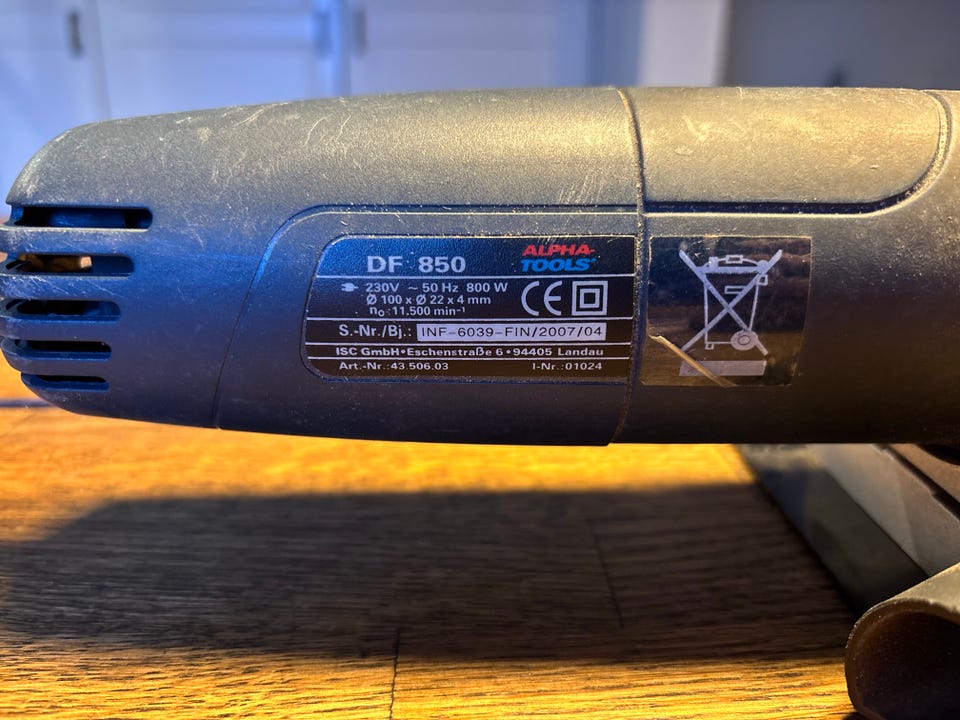 DF 850
ALPHA-
TOOLS®
230V ~ 50 Hz 800 W
Ø 100 x Ø 22 x 4 mm
n₀: 11.500 min⁻¹
CE
S.-Nr./Bj.: INF-6039-FIN/2007/04
ISC GmbH•Eschenstraße 6•94405 Landau
Art.-Nr.:43.506.03 I-Nr.:01024